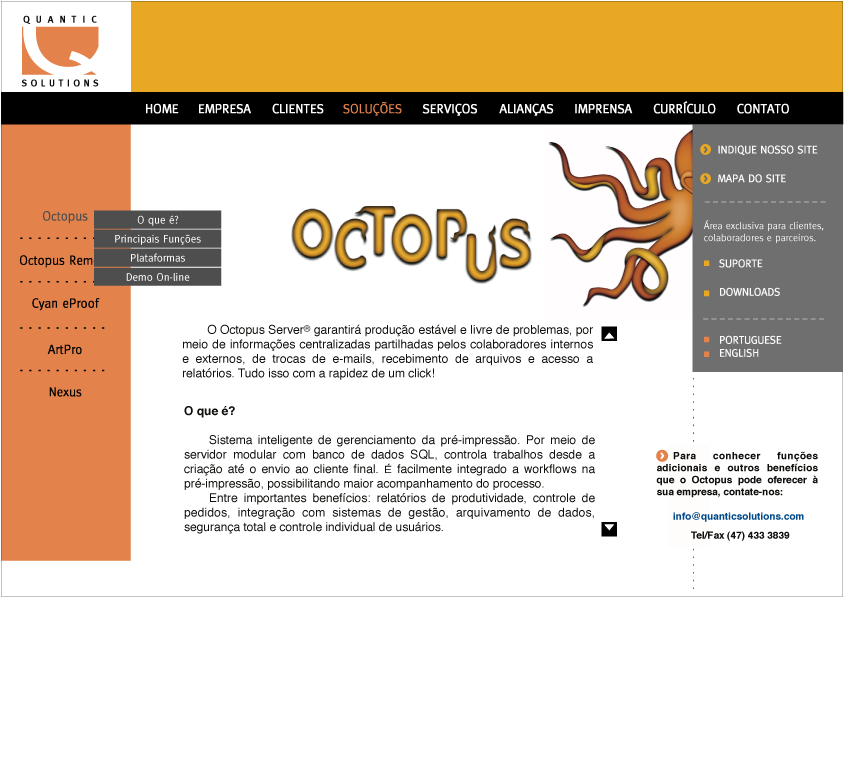 QUANTIC
SOLUTIONS
HOME EMPRESA CLIENTES SOLUÇÕES SERVIÇOS ALIANÇAS IMPRENSA CURRÍCULO CONTATO
Octopus
Octopus Rem
Cyan eProof
ArtPro
Nexus
O que é?
Principais Funções
Plataformas
Demo On-line
OCTOPUS
O Octopus Server® garantirá produção estável e livre de problemas, por
meio de informações centralizadas partilhadas pelos colaboradores internos
e externos, de trocas de e-mails, recebimento de arquivos e acesso a
relatórios. Tudo isso com a rapidez de um click!
O que é?
Sistema inteligente de gerenciamento da pré-impressão. Por meio de
servidor modular com banco de dados SQL, controla trabalhos desde a
criação até o envio ao cliente final. É facilmente integrado a workflows na
pré-impressão, possibilitando maior acompanhamento do processo.
Entre importantes benefícios: relatórios de produtividade, controle de
pedidos, integração com sistemas de gestão, arquivamento de dados,
segurança total e controle individual de usuários.
INDIQUE NOSSO SITE
MAPA DO SITE
Área exclusiva para clientes,
colaboradores e parceiros.
SUPORTE
DOWNLOADS
PORTUGUESE
ENGLISH
Para conhecer funções
adicionais e outros benefícios
que o Octopus pode oferecer à
sua empresa, contate-nos:
info@quanticsolutions.com
Tel/Fax (47) 433 3839